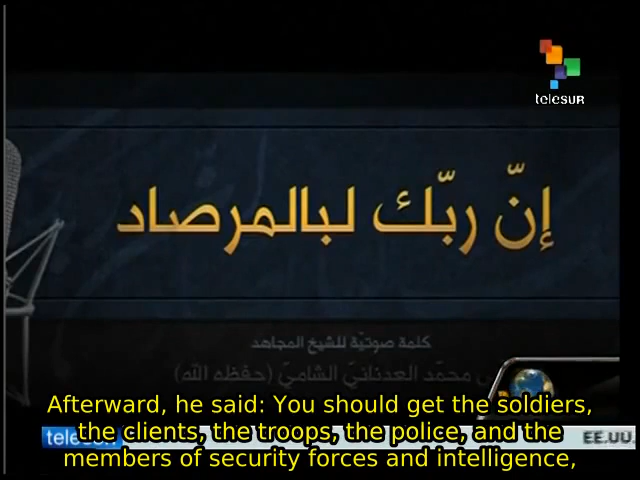 teleSUR
إنّ ربّك لبالمرصاد
كلمة صوتيّة للشيخ المجاهد
محمّد العدنانيّ الشاميّ (حفظه الله)
Afterward, he said: You should get the soldiers,
the clients, the troops, the police, and the
members of security forces and intelligence,
EE.UU.